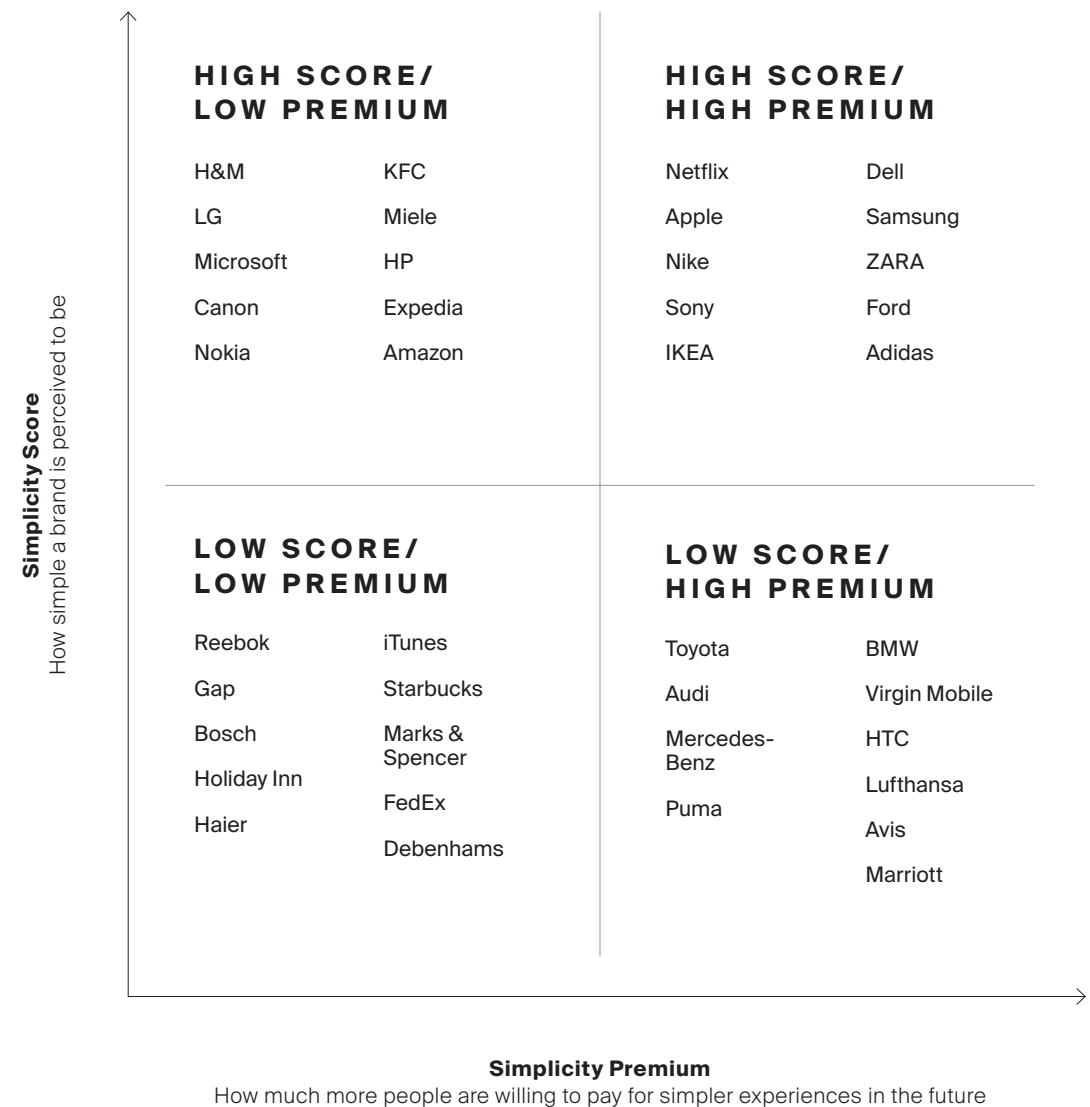 HIGH SCORE/
LOW PREMIUM
H&M
LG
Microsoft
Canon
Nokia
KFC
Miele
HP
Expedia
Amazon
HIGH SCORE/
HIGH PREMIUM
Netflix
Apple
Nike
Sony
IKEA
Dell
Samsung
ZARA
Ford
Adidas
Simplicity Score
How simple a brand is perceived to be
LOW SCORE/
LOW PREMIUM
Reebok
Gap
Bosch
Holiday Inn
Haier
iTunes
Starbucks
Marks &
Spencer
FedEx
Debenhams
LOW SCORE/
HIGH PREMIUM
Toyota
Audi
Mercedes-
Benz
Puma
BMW
Virgin Mobile
HTC
Lufthansa
Avis
Marriott
Simplicity Premium
How much more people are willing to pay for simpler experiences in the future